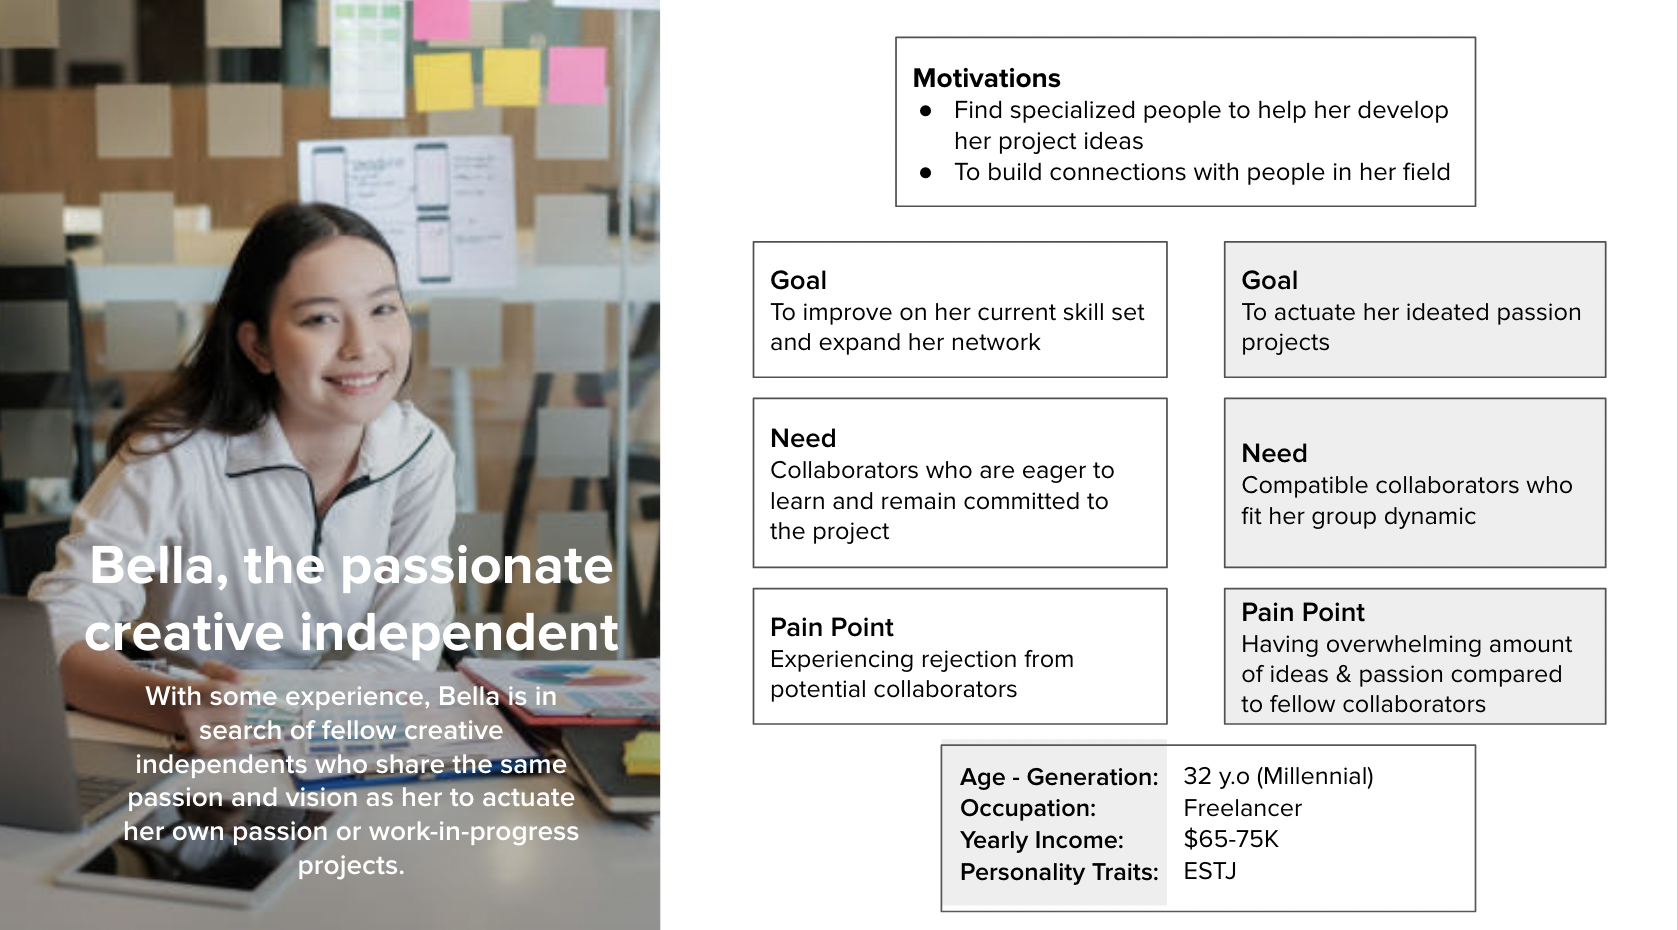 Bella, the passionate
creative independent
With some experience, Bella is in
search of fellow creative
independents who share the same
passion and vision as her to actuate
her own passion or work-in-progress
projects.
Motivations
● Find specialized people to help her develop
her project ideas
● To build connections with people in her field
Goal
To improve on her current skill set
and expand her network
Goal
To actuate her ideated passion
projects
Need
Collaborators who are eager to
learn and remain committed to
the project
Need
Compatible collaborators who
fit her group dynamic
Pain Point
Experiencing rejection from
potential collaborators
Pain Point
Having overwhelming amount
of ideas & passion compared
to fellow collaborators
Age - Generation: 32 y.o (Millennial)
Occupation: Freelancer
Yearly Income: $65-75K
Personality Traits: ESTJ